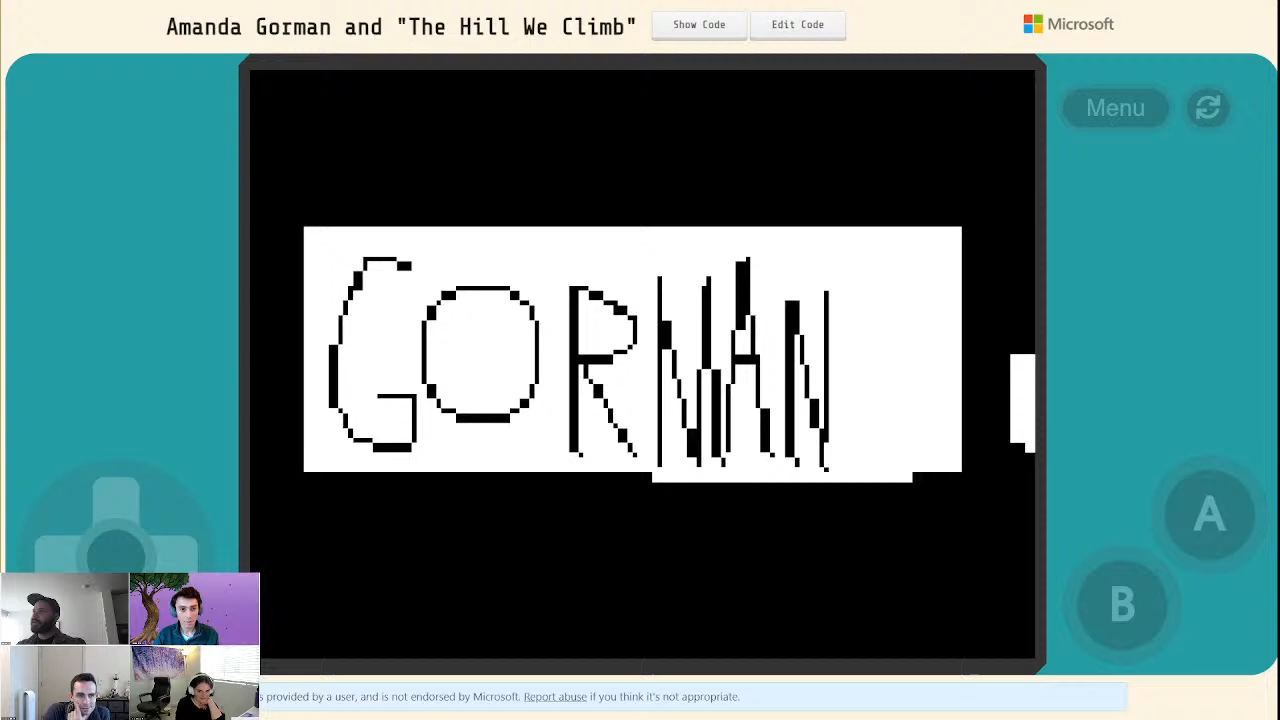 Amanda Gorman and "The Hill We Climb"
Show Code
Edit Code
Microsoft
Menu
GORMAN
A
B
s provided by a user, and is not endorsed by Microsoft. Report abuse if you think it's not appropriate.